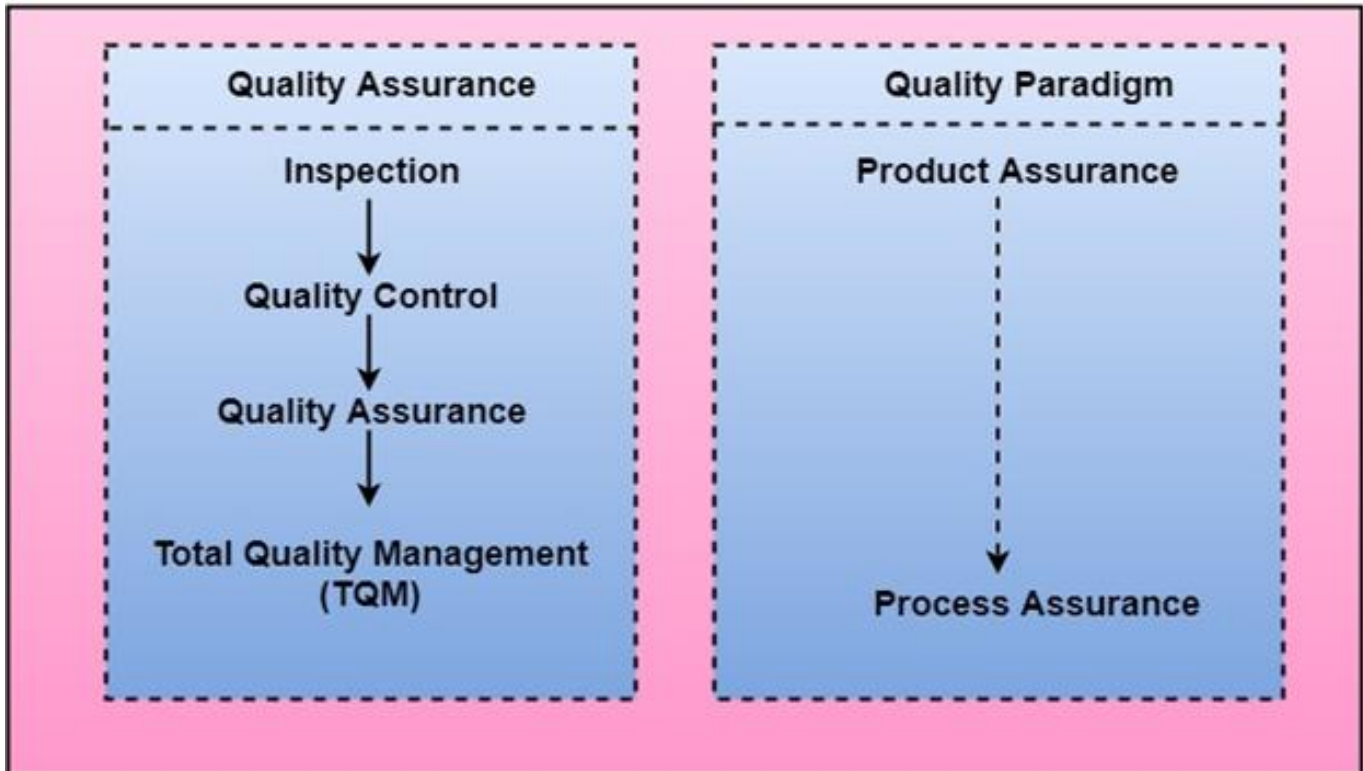 Quality Assurance
Inspection
Quality Control
Quality Assurance
Total Quality Management
(TQM)
Quality Paradigm
Product Assurance
Process Assurance